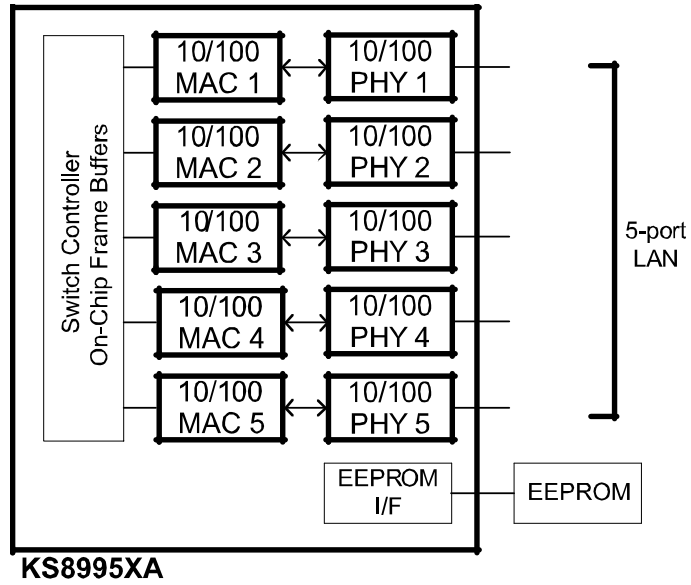 Switch Controller
On-Chip Frame Buffers
10/100
MAC 1
10/100
PHY 1
10/100
MAC 2
10/100
PHY 2
10/100
MAC 3
10/100
PHY 3
10/100
MAC 4
10/100
PHY 4
10/100
MAC 5
10/100
PHY 5
5-port
LAN
EEPROM
I/F
EEPROM
KS8995XA